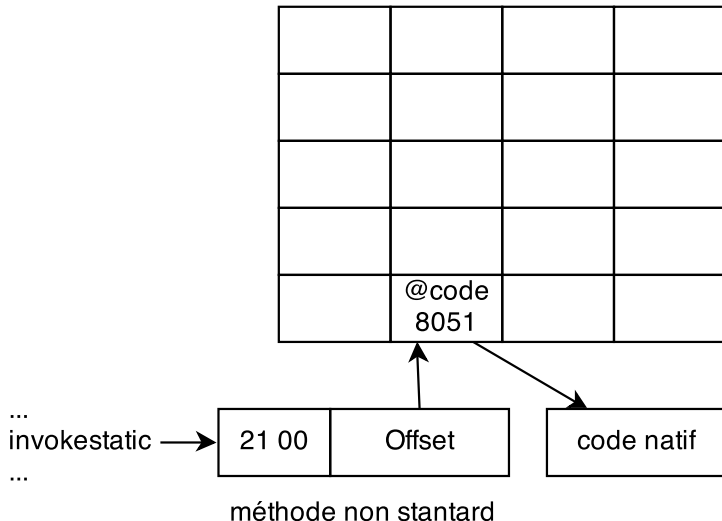 @code
8051
...
invokestatic
...
21 00
Offset
code natif
méthode non stantard